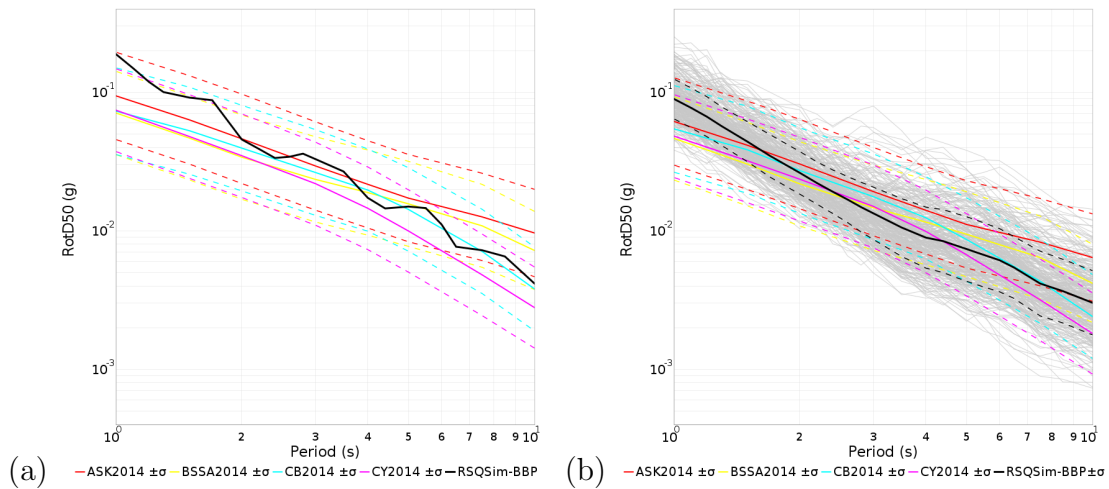 RotD50 (g)
10-1
10-2
10-3
100 2 3 4 5 6 7 8 9 101
Period (s)
(a) ASK2014 ±σ BSSA2014 ±σ CB2014 ±σ CY2014 ±σ RSQSim-BBP
RotD50 (g)
10-1
10-2
10-3
100 2 3 4 5 6 7 8 9 101
Period (s)
(b) ASK2014 ±σ BSSA2014 ±σ CB2014 ±σ CY2014 ±σ RSQSim-BBP±σ